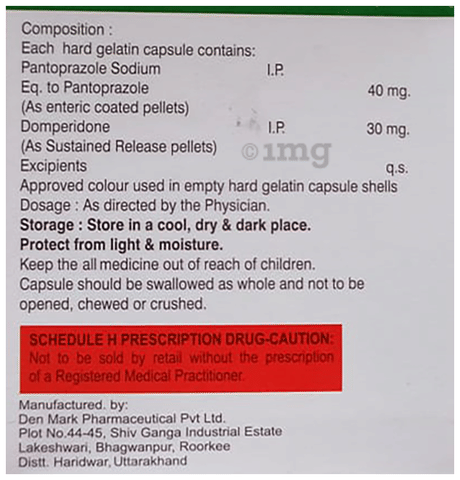 Composition :
Each hard gelatin capsule contains:
Pantoprazole Sodium I.P.
Eq. to Pantoprazole 40 mg.
(As enteric coated pellets)
Domperidone I.P. 30 mg.
(As Sustained Release pellets)
©1mg
Excipients q.s.
Approved colour used in empty hard gelatin capsule shells
Dosage : As directed by the Physician.
Storage : Store in a cool, dry & dark place.
Protect from light & moisture.
Keep the all medicine out of reach of children.
Capsule should be swallowed as whole and not to be
opened, chewed or crushed.
SCHEDULE H PRESCRIPTION DRUG-CAUTION:
Not to be sold by retail without the prescription
of a Registered Medical Practitioner.
Manufactured. by:
Den Mark Pharmaceutical Pvt Ltd.
Plot No.44-45, Shiv Ganga Industrial Estate
Lakeshwari, Bhagwanpur, Roorkee
Distt. Haridwar, Uttarakhand